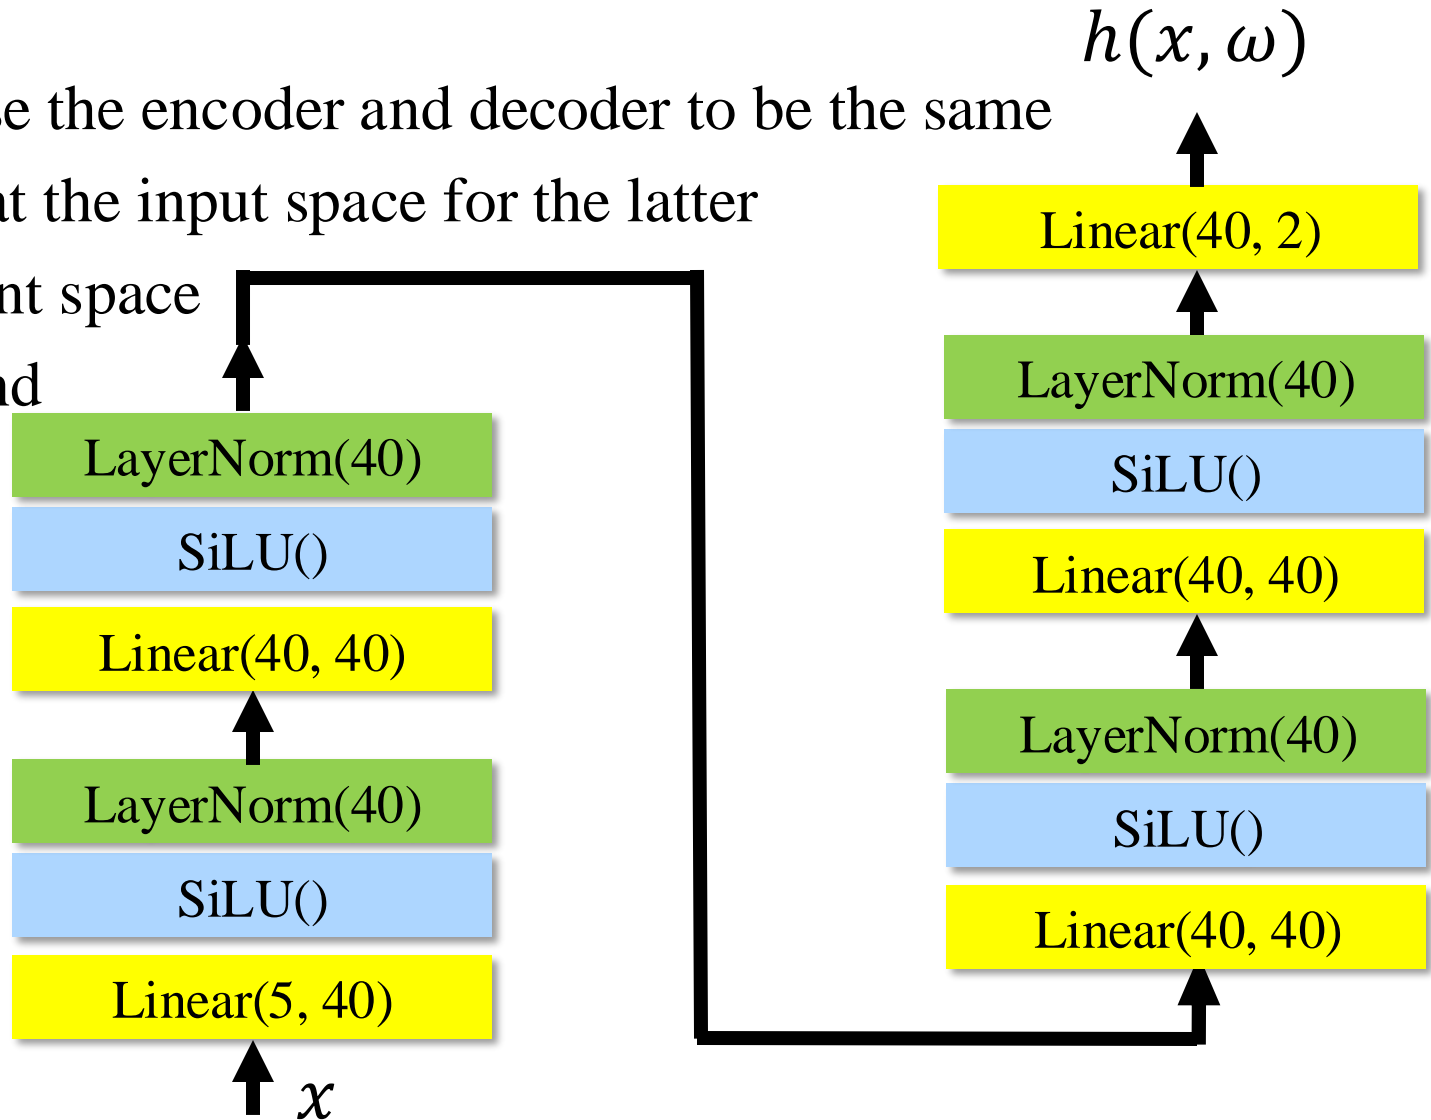 h(x, ω)
the encoder and decoder to be the same
the input space for the latter
space
LayerNorm(40)
SiLU()
Linear(40, 40)
LayerNorm(40)
SiLU()
Linear(5, 40)
x
Linear(40, 2)
LayerNorm(40)
SiLU()
Linear(40, 40)
LayerNorm(40)
SiLU()
Linear(40, 40)